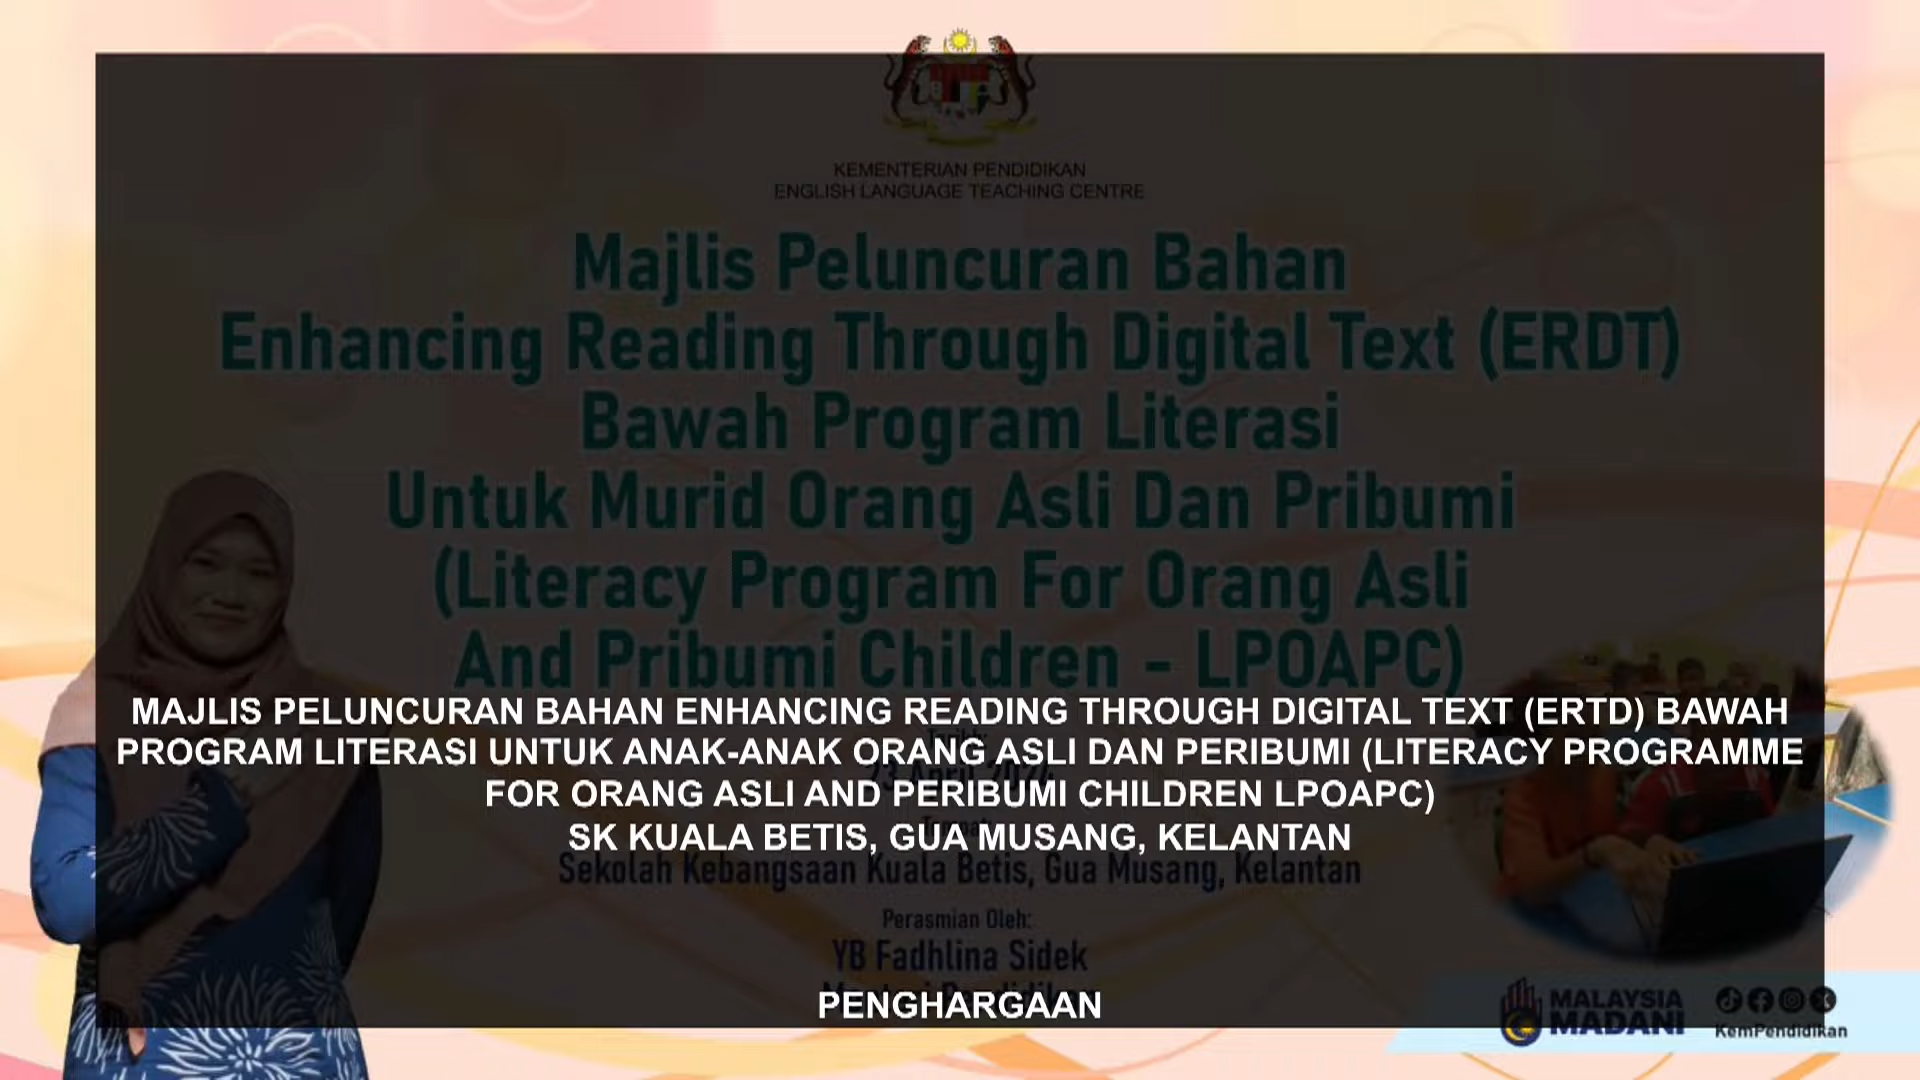 KEMENTERIAN PENDIDIKAN
ENGLISH LANGUAGE TEACHING CENTRE
Majlis Peluncuran Bahan
Enhancing Reading Through Digital Text (ERDT)
Bawah Program Literasi
Untuk Murid Orang Asli Dan Pribumi
(Literacy Program For Orang Asli
And Pribumi Children - LPOAPC)
MAJLIS PELUNCURAN BAHAN ENHANCING READING THROUGH DIGITAL TEXT (ERTD) BAWAH
PROGRAM LITERASI UNTUK ANAK-ANAK ORANG ASLI DAN PERIBUMI (LITERACY PROGRAMME
FOR ORANG ASLI AND PERIBUMI CHILDREN LPOAPC)
SK KUALA BETIS, GUA MUSANG, KELANTAN
Sekolah Kebangsaan Kuala Betis, Gua Musang, Kelantan
Perasmian Oleh:
YB Fadhlina Sidek
PENGHARGAAN
MALAYSIA
MADANI
KemPendidikan